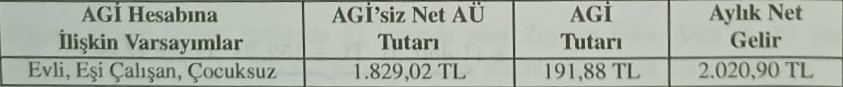 AGİ Hesabına AGİ'siz Net AÜ AGİ Aylık Net
İlişkin Varsayımlar Tutarı Tutarı Gelir
Evli, Eşi Çalışan, Çocuksuz 1.829,02 TL 191,88 TL 2.020,90 TL